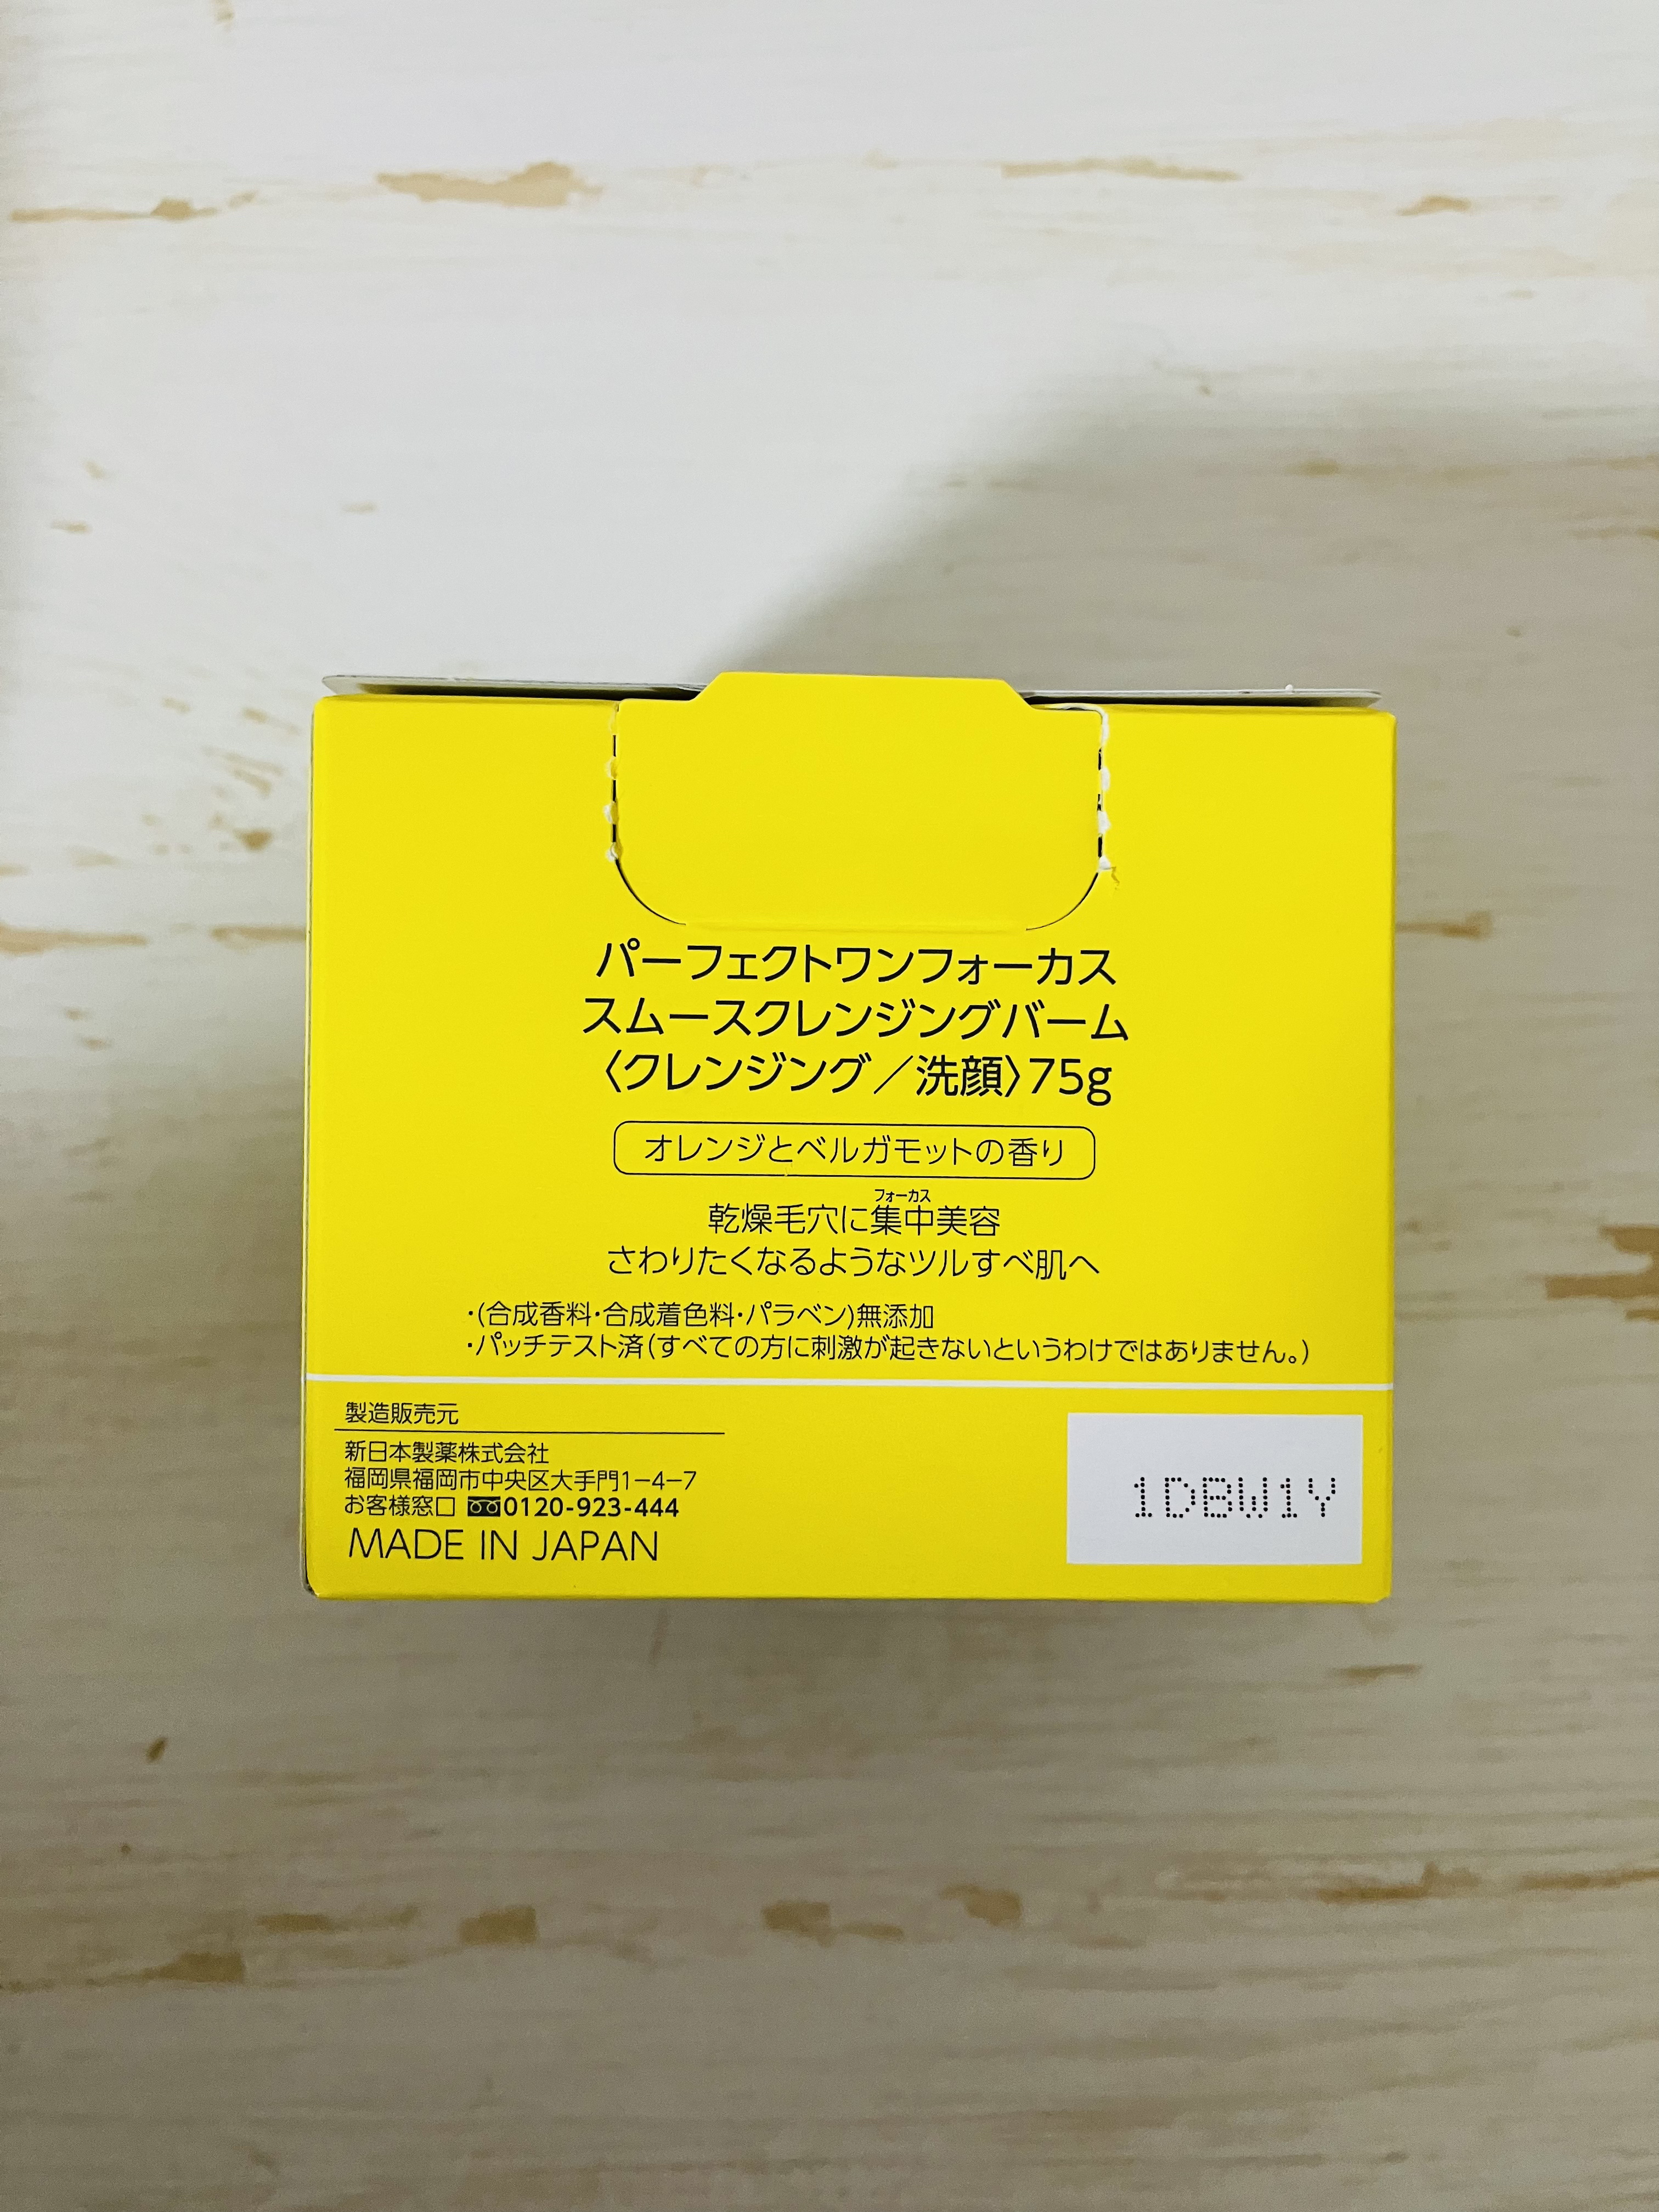 パーフェクトワンフォーカス
スムースクレンジングバーム
〈クレンジング／洗顔〉75g
オレンジとベルガモットの香り
フォーカス
乾燥毛穴に集中美容
さわりたくなるようなツルすべ肌へ
・(合成香料・合成着色料・パラベン)無添加
・パッチテスト済(すべての方に刺激が起きないというわけではありません。)
製造販売元
新日本製薬株式会社
福岡県福岡市中央区大手門1-4-7
お客様窓口 0120-923-444
MADE IN JAPAN
1DBW1Y